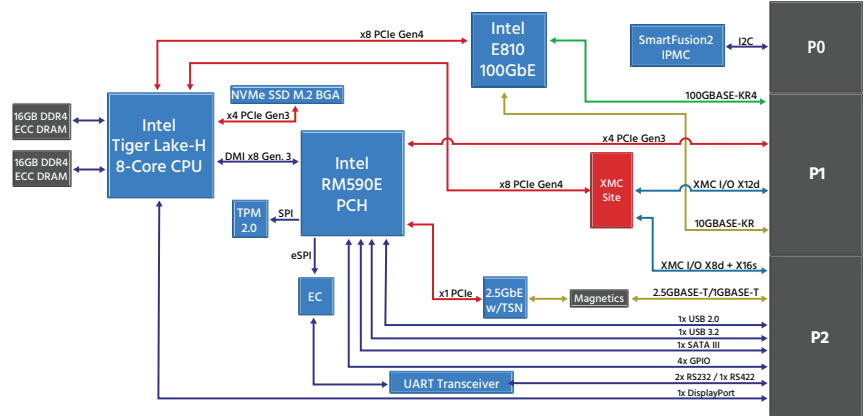 x8 PCIe Gen4
Intel
E810
100GbE
SmartFusion2
IPMC
I2C
P0
NVMe SSD M.2 BGA
100GBASE-KR4
16GB DDR4
ECC DRAM
Intel
Tiger Lake-H
8-Core CPU
x4 PCIe Gen3
x4 PCIe Gen3
16GB DDR4
ECC DRAM
DMI x8 Gen. 3
Intel
RM590E
PCH
x8 PCIe Gen4
XMC
Site
XMC I/O X12d
P1
TPM
2.0
SPI
10GBASE-KR
eSPI
XMC I/O X8d + X16s
EC
x1 PCIe
2.5GbE
w/TSN
Magnetics
2.5GBASE-T/1GBASE-T
1x USB 2.0
1x USB 3.2
P2
1x SATA III
4x GPIO
UART Transceiver
2x RS232 / 1x RS422
1x DisplayPort